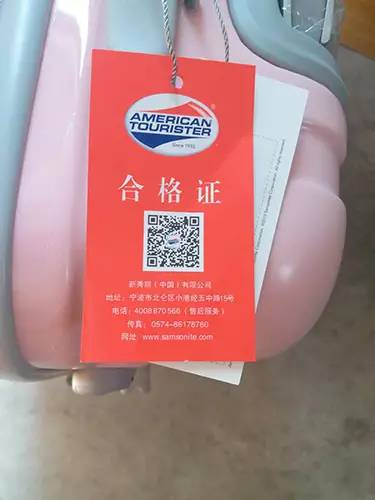 AMERICAN
TOURISTER
Since 1933
合格证
新秀丽（中国）有限公司
地址：宁波市北仑区小港经五中路15号
电话：4008870566（售后服务）
传真：0574-86178760
网址：www.samsonite.com